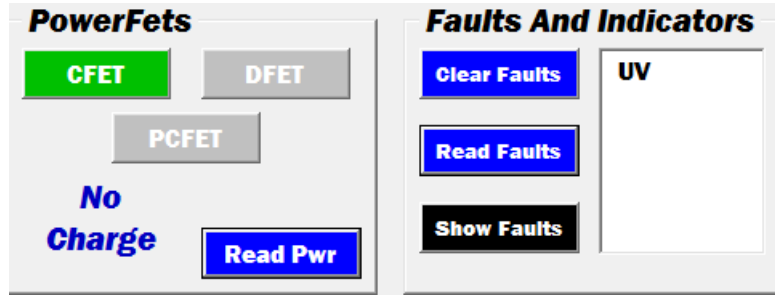 PowerFets
CFET
DFET
PCFET
No
Charge
Read Pwr
Faults And Indicators
Clear Faults
Read Faults
Show Faults
UV